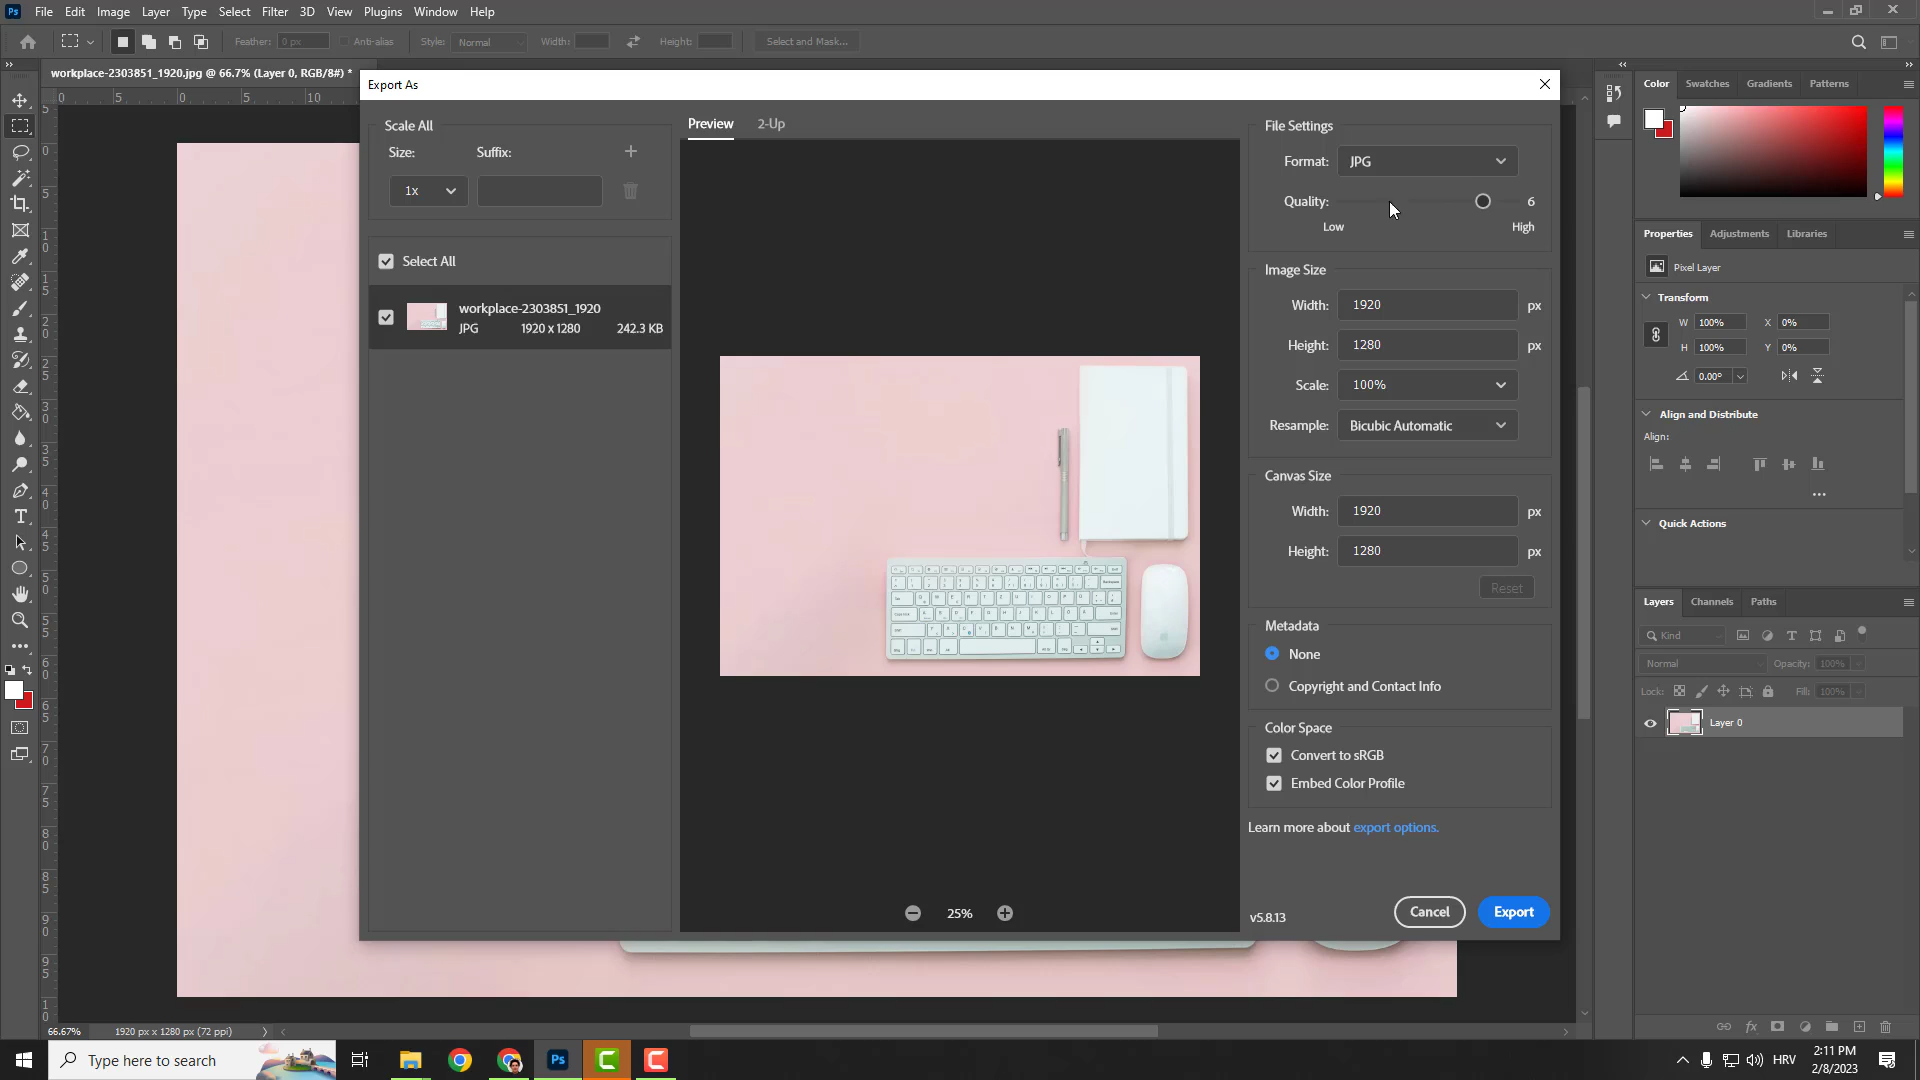 Ps File Edit Image Layer Type Select Filter 3D View Plugins Window Help
Feather: 0 px Anti-alias Style: Normal Width: Height: Select and Mask...
workplace-2303851_1920.jpg @ 66.7% (Layer 0, RGB/8#) *
5 0 5 10
Export As
Scale All
Size: Suffix:
1x
Select All
workplace-2303851_1920
JPG 1920 x 1280 242.3 KB
Preview 2-Up
25%
File Settings
Format: JPG
Quality: 6
Low High
Image Size
Width: 1920 px
Height: 1280 px
Scale: 100%
Resample: Bicubic Automatic
Canvas Size
Width: 1920 px
Height: 1280 px
Reset
Metadata
None
Copyright and Contact Info
Color Space
Convert to sRGB
Embed Color Profile
Learn more about export options.
v5.8.13 Cancel Export
Color Swatches Gradients Patterns
Properties Adjustments Libraries
Pixel Layer
Transform
W 100% X 0%
H 100% Y 0%
0.00°
Align and Distribute
Align:
Quick Actions
Layers Channels Paths
Kind
Normal Opacity: 100%
Lock: Fill: 100%
Layer 0
66.67% 1920 px x 1280 px (72 ppi)
Type here to search
Ps
HRV
2:11 PM
2/8/2023